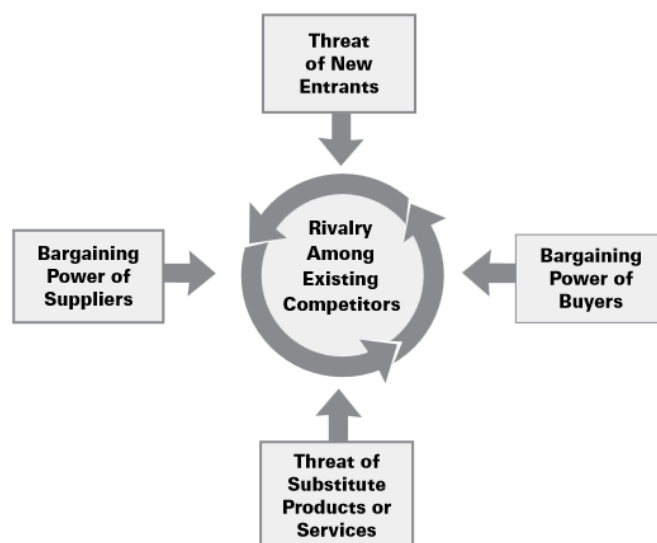 Threat
of New
Entrants
Bargaining
Power of
Suppliers
Rivalry
Among
Existing
Competitors
Bargaining
Power of
Buyers
Threat of
Substitute
Products or
Services